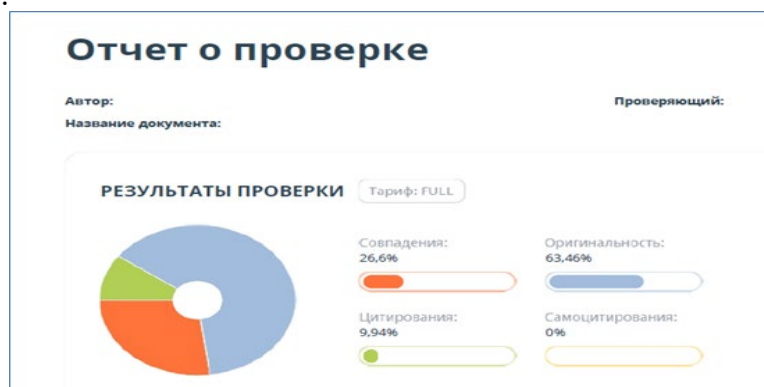 .
Отчет о проверке
Автор: Проверяющий:
Название документа:
РЕЗУЛЬТАТЫ ПРОВЕРКИ Тариф: FULL
Совпадения: Оригинальность:
26,6% 63,46%
Цитирования: Самоцитирования:
9,94% 0%